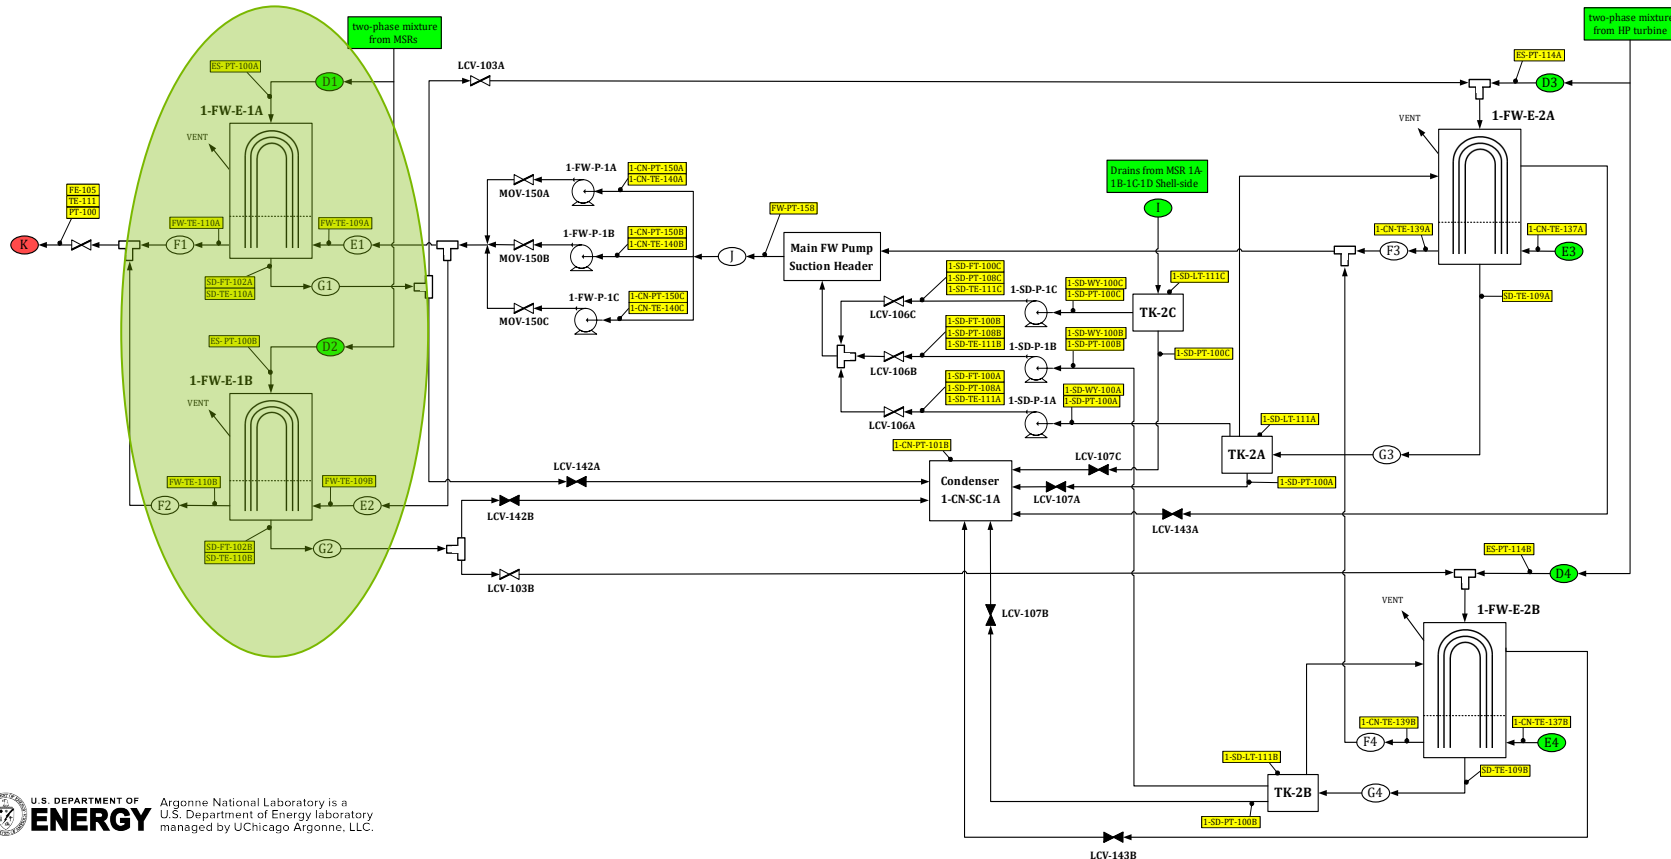 two-phase mixture
from MSRs
two-phase mixture
from HP turbine
ES-PT-100A
D1
LCV-103A
ES-PT-114A
D3
1-FW-E-1A
1-FW-E-2A
VENT
VENT
1-FW-P-1A
1-CN-PT-150A
1-CN-TE-140A
MOV-150A
Drains from MSR 1A-
1B-1C-1D Shell-side
I
FE-105
TE-111
PT-100
K
FW-TE-110A
F1
FW-TE-109A
E1
1-FW-P-1B
1-CN-PT-150B
1-CN-TE-140B
MOV-150B
FW-PT-158
J
Main FW Pump
Suction Header
1-CN-TE-139A
F3
1-CN-TE-137A
E3
SD-FT-102A
SD-TE-110A
G1
1-FW-P-1C
1-CN-PT-150C
1-CN-TE-140C
MOV-150C
1-SD-FT-100C
1-SD-PT-108C
1-SD-TE-111C
LCV-106C
1-SD-P-1C
1-SD-WY-100C
1-SD-PT-100C
1-SD-LT-111C
TK-2C
1-SD-PT-100C
SD-TE-109A
ES-PT-100B
D2
1-FW-E-1B
VENT
1-SD-FT-100B
1-SD-PT-108B
1-SD-TE-111B
LCV-106B
1-SD-P-1B
1-SD-WY-100B
1-SD-PT-100B
1-SD-FT-100A
1-SD-PT-108A
1-SD-TE-111A
LCV-106A
1-SD-P-1A
1-SD-WY-100A
1-SD-PT-100A
1-SD-LT-111A
TK-2A
G3
1-SD-PT-100A
1-CN-PT-101B
Condenser
1-CN-SC-1A
LCV-107C
LCV-107A
LCV-143A
LCV-142A
LCV-142B
FW-TE-110B
F2
FW-TE-109B
E2
SD-FT-102B
SD-TE-110B
G2
LCV-103B
ES-PT-114B
D4
1-FW-E-2B
VENT
LCV-107B
1-CN-TE-139B
F4
1-CN-TE-137B
E4
1-SD-LT-111B
TK-2B
G4
SD-TE-109B
1-SD-PT-100B
LCV-143B
U.S. DEPARTMENT OF
ENERGY
Argonne National Laboratory is a
U.S. Department of Energy laboratory
managed by UChicago Argonne, LLC.